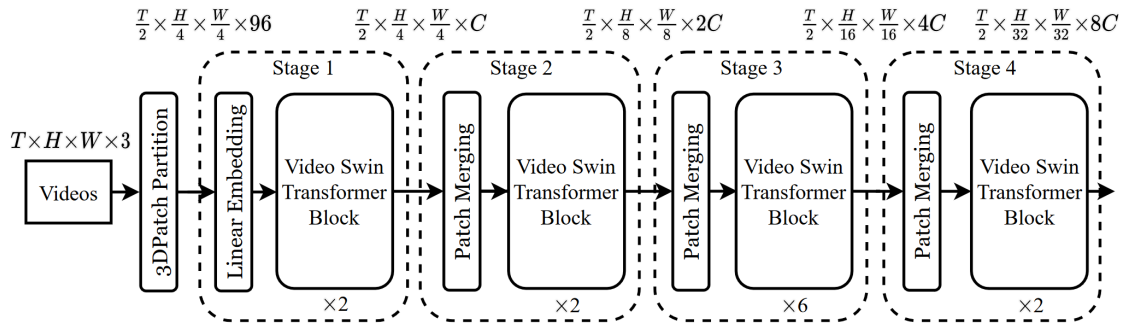 T/2 × H/4 × W/4 × 96
T/2 × H/4 × W/4 × C
T/2 × H/8 × W/8 × 2C
T/2 × H/16 × W/16 × 4C
T/2 × H/32 × W/32 × 8C
T×H×W×3
Videos
3DPatch Partition
Stage 1
Linear Embedding
Video Swin
Transformer
Block
×2
Stage 2
Patch Merging
Video Swin
Transformer
Block
×2
Stage 3
Patch Merging
Video Swin
Transformer
Block
×6
Stage 4
Patch Merging
Video Swin
Transformer
Block
×2